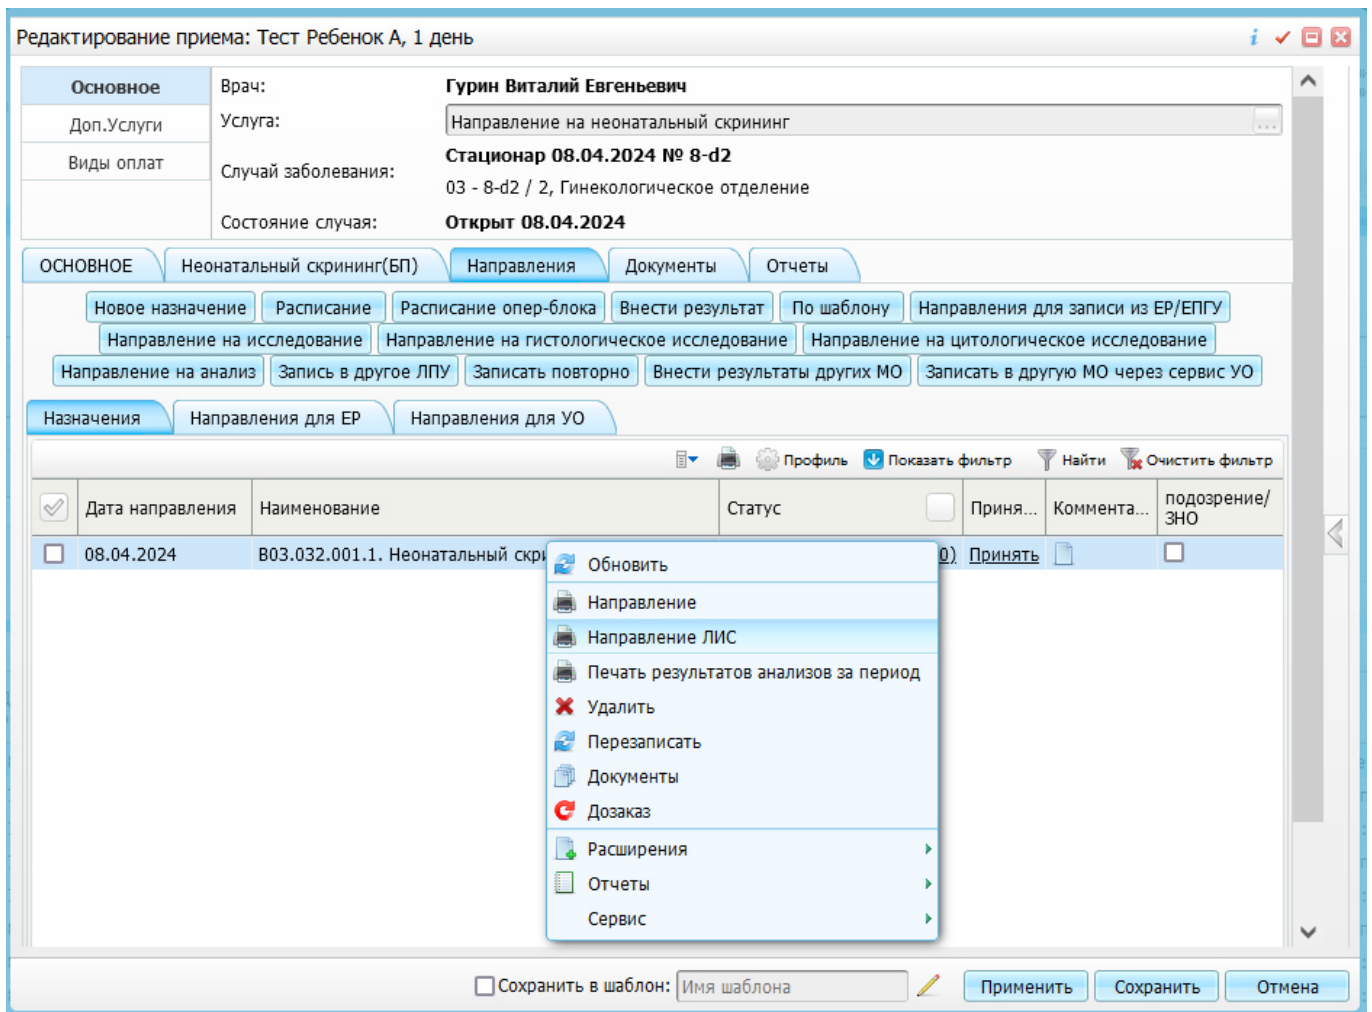 Редактирование приема: Тест Ребенок А, 1 день
Основное
Доп.Услуги
Виды оплат
Врач: Гурин Виталий Евгеньевич
Услуга: Направление на неонатальный скрининг ...
Случай заболевания: Стационар 08.04.2024 № 8-d2
03 - 8-d2 / 2, Гинекологическое отделение
Состояние случая: Открыт 08.04.2024
ОСНОВНОЕ Неонатальный скрининг(БП) Направления Документы Отчеты
Новое назначение Расписание Расписание опер-блока Внести результат По шаблону Направления для записи из ЕР/ЕПГУ
Направление на исследование Направление на гистологическое исследование Направление на цитологическое исследование
Направление на анализ Запись в другое ЛПУ Записать повторно Внести результаты других МО Записать в другую МО через сервис УО
Назначения Направления для ЕР Направления для УО
Профиль Показать фильтр Найти Очистить фильтр
Дата направления Наименование Статус Приня... Коммента... подозрение/
ЗНО
08.04.2024 B03.032.001.1. Неонатальный скр 0) Принять
Обновить
Направление
Направление ЛИС
Печать результатов анализов за период
Удалить
Перезаписать
Документы
Дозаказ
Расширения
Отчеты
Сервис
Сохранить в шаблон: Имя шаблона Применить Сохранить Отмена